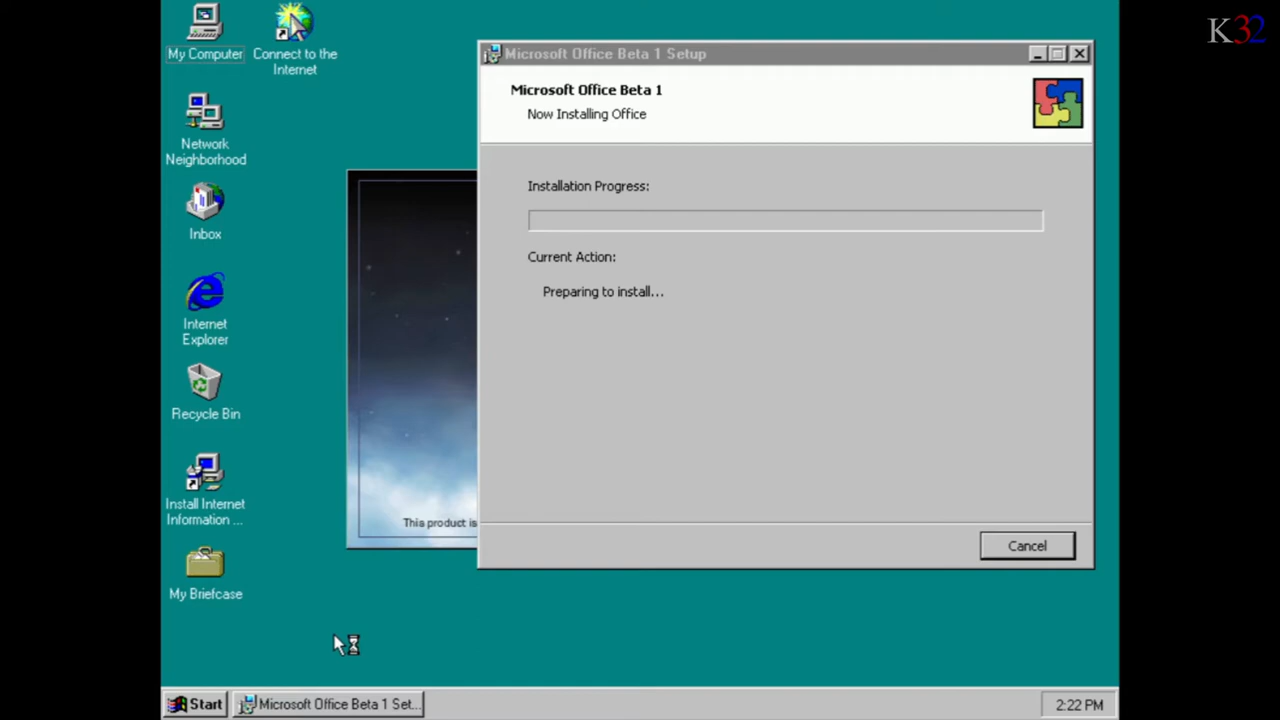 K32
My Computer
Connect to the
Internet
Network
Neighborhood
Inbox
Internet
Explorer
Recycle Bin
Install Internet
Information ...
My Briefcase
This product is
Microsoft Office Beta 1 Setup
Microsoft Office Beta 1
Now Installing Office
Installation Progress:
Current Action:
Preparing to install...
Cancel
Start
Microsoft Office Beta 1 Set...
2:22 PM